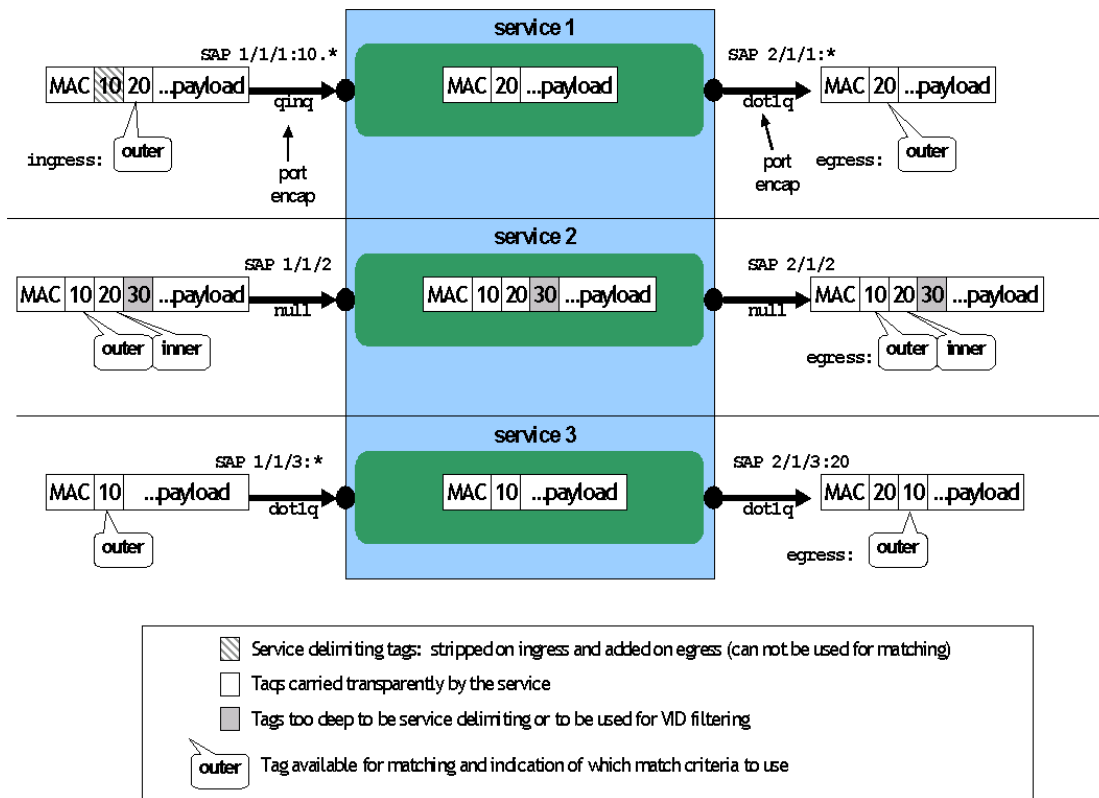 service 1
SAP 1/1/1:10.*
SAP 2/1/1:*
MAC 10 20 ...payload
qinq
MAC 20 ...payload
dot1q
MAC 20 ...payload
ingress:
outer
port
encap
port
encap
egress:
outer
service 2
SAP 1/1/2
SAP 2/1/2
MAC 10 20 30 ...payload
null
MAC 10 20 30 ...payload
null
MAC 10 20 30 ...payload
outer
inner
egress:
outer
inner
service 3
SAP 1/1/3:*
SAP 2/1/3:20
MAC 10 ...payload
dot1q
MAC 10 ...payload
dot1q
MAC 20 10 ...payload
outer
egress:
outer
Service delimiting tags: stripped on ingress and added on egress (can not be used for matching)
Tags carried transparently by the service
Tags too deep to be service delimiting or to be used for VID filtering
outer
Tag available for matching and indication of which match criteria to use